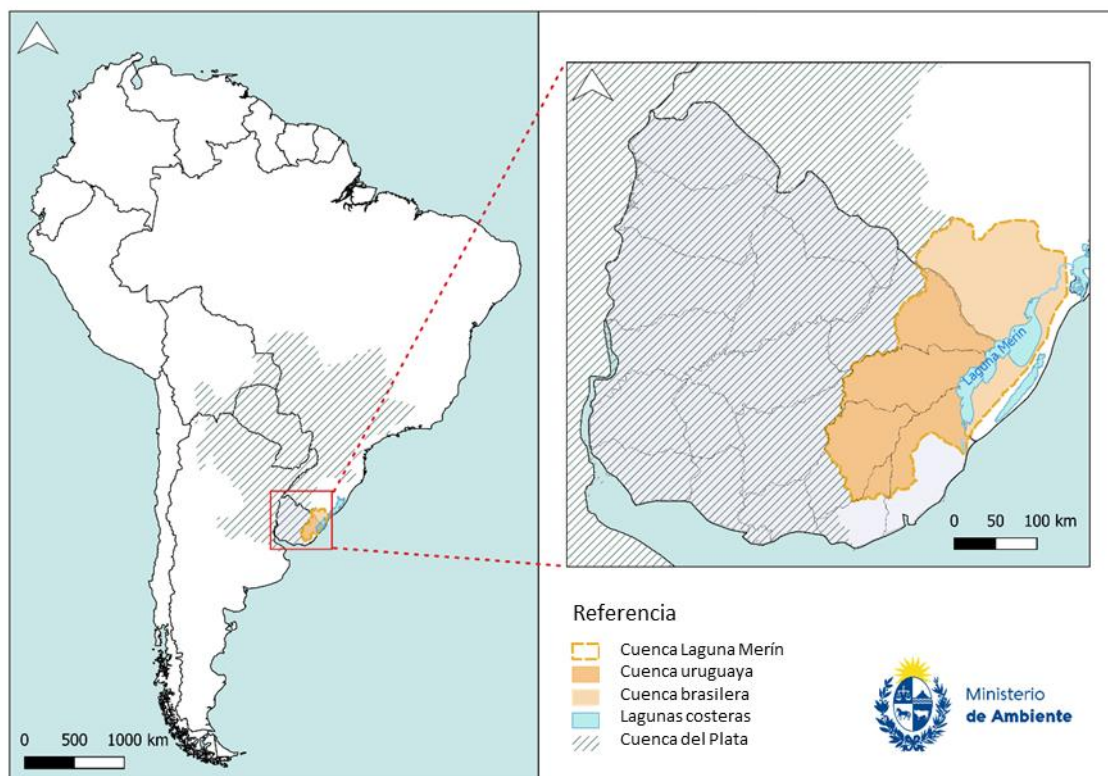 Laguna Merín
0 50 100 km
Referencia
Cuenca Laguna Merín
Cuenca uruguaya
Cuenca brasilera
Lagunas costeras
Cuenca del Plata
Ministerio
de Ambiente
0 500 1000 km